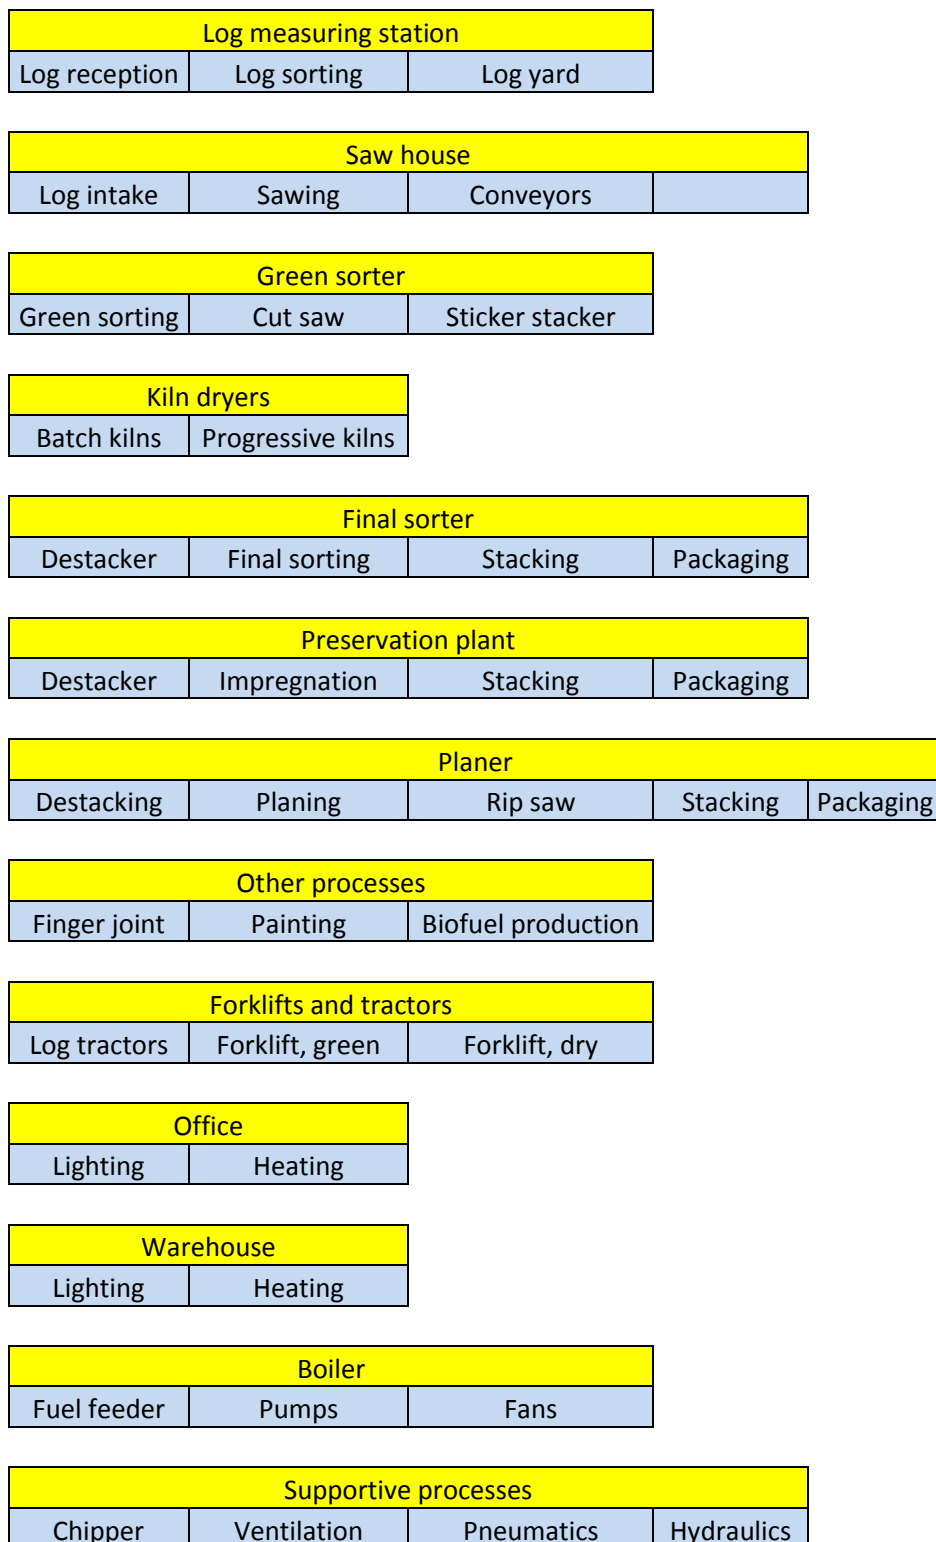 Log measuring station
Log reception Log sorting Log yard
Saw house
Log intake Sawing Conveyors
Green sorter
Green sorting Cut saw Sticker stacker
Kiln dryers
Batch kilns Progressive kilns
Final sorter
Destacker Final sorting Stacking Packaging
Preservation plant
Destacker Impregnation Stacking Packaging
Planer
Destacking Planing Rip saw Stacking Packaging
Other processes
Finger joint Painting Biofuel production
Forklifts and tractors
Log tractors Forklift, green Forklift, dry
Office
Lighting Heating
Warehouse
Lighting Heating
Boiler
Fuel feeder Pumps Fans
Supportive processes
Chipper Ventilation Pneumatics Hydraulics